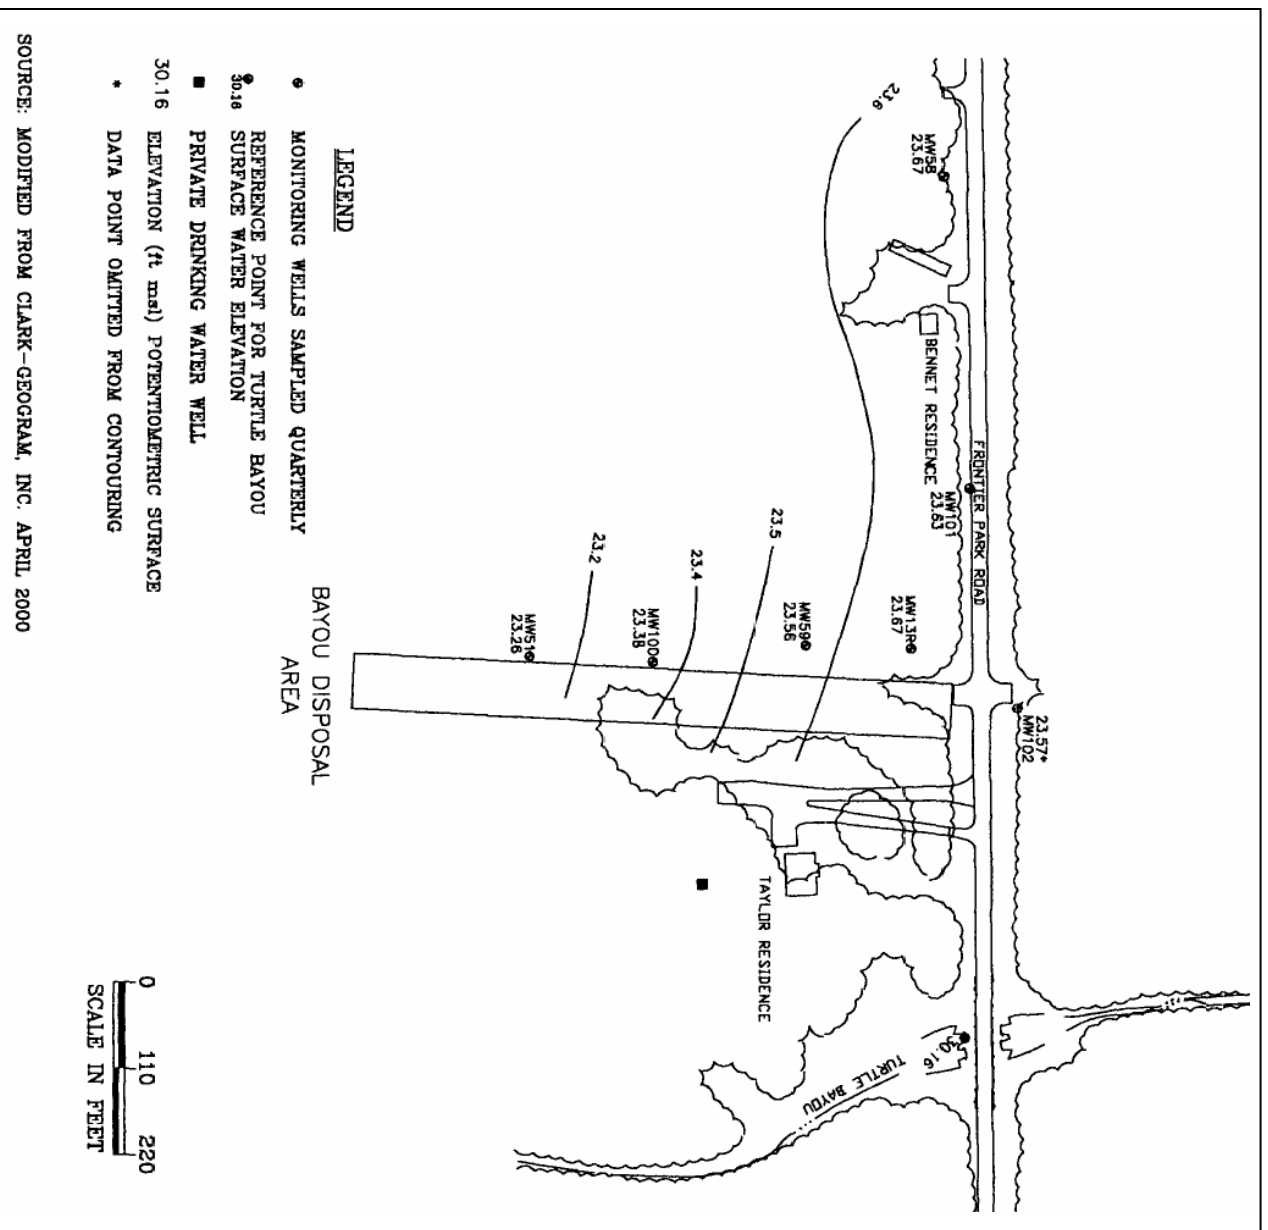 23.6
MW58
23.67
BENNET RESIDENCE
FRONTIER PARK ROAD
MW101
23.63
MW13R
23.67
23.57*
MW102
23.5
MW59
23.56
23.4
MW100
23.38
23.2
MW51
23.26
BAYOU DISPOSAL
AREA
TAYLOR RESIDENCE
30.16
TURTLE BAYOU
LEGEND
MONITORING WELLS SAMPLED QUARTERLY
30.16
REFERENCE POINT FOR TURTLE BAYOU
SURFACE WATER ELEVATION
PRIVATE DRINKING WATER WELL
30.16 ELEVATION (ft msl) POTENTIOMETRIC SURFACE
* DATA POINT OMITTED FROM CONTOURING
0 110 220
SCALE IN FEET
SOURCE: MODIFIED FROM CLARK-GEOGRAM, INC. APRIL 2000